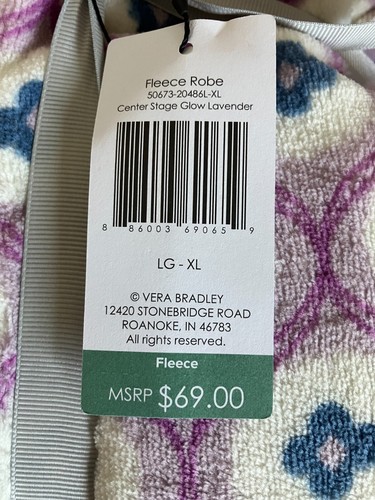 Fleece Robe
50673-20486L-XL
Center Stage Glow Lavender
8 86003 69065 9
LG - XL
© VERA BRADLEY
12420 STONEBRIDGE ROAD
ROANOKE, IN 46783
All rights reserved.
Fleece
MSRP $69.00